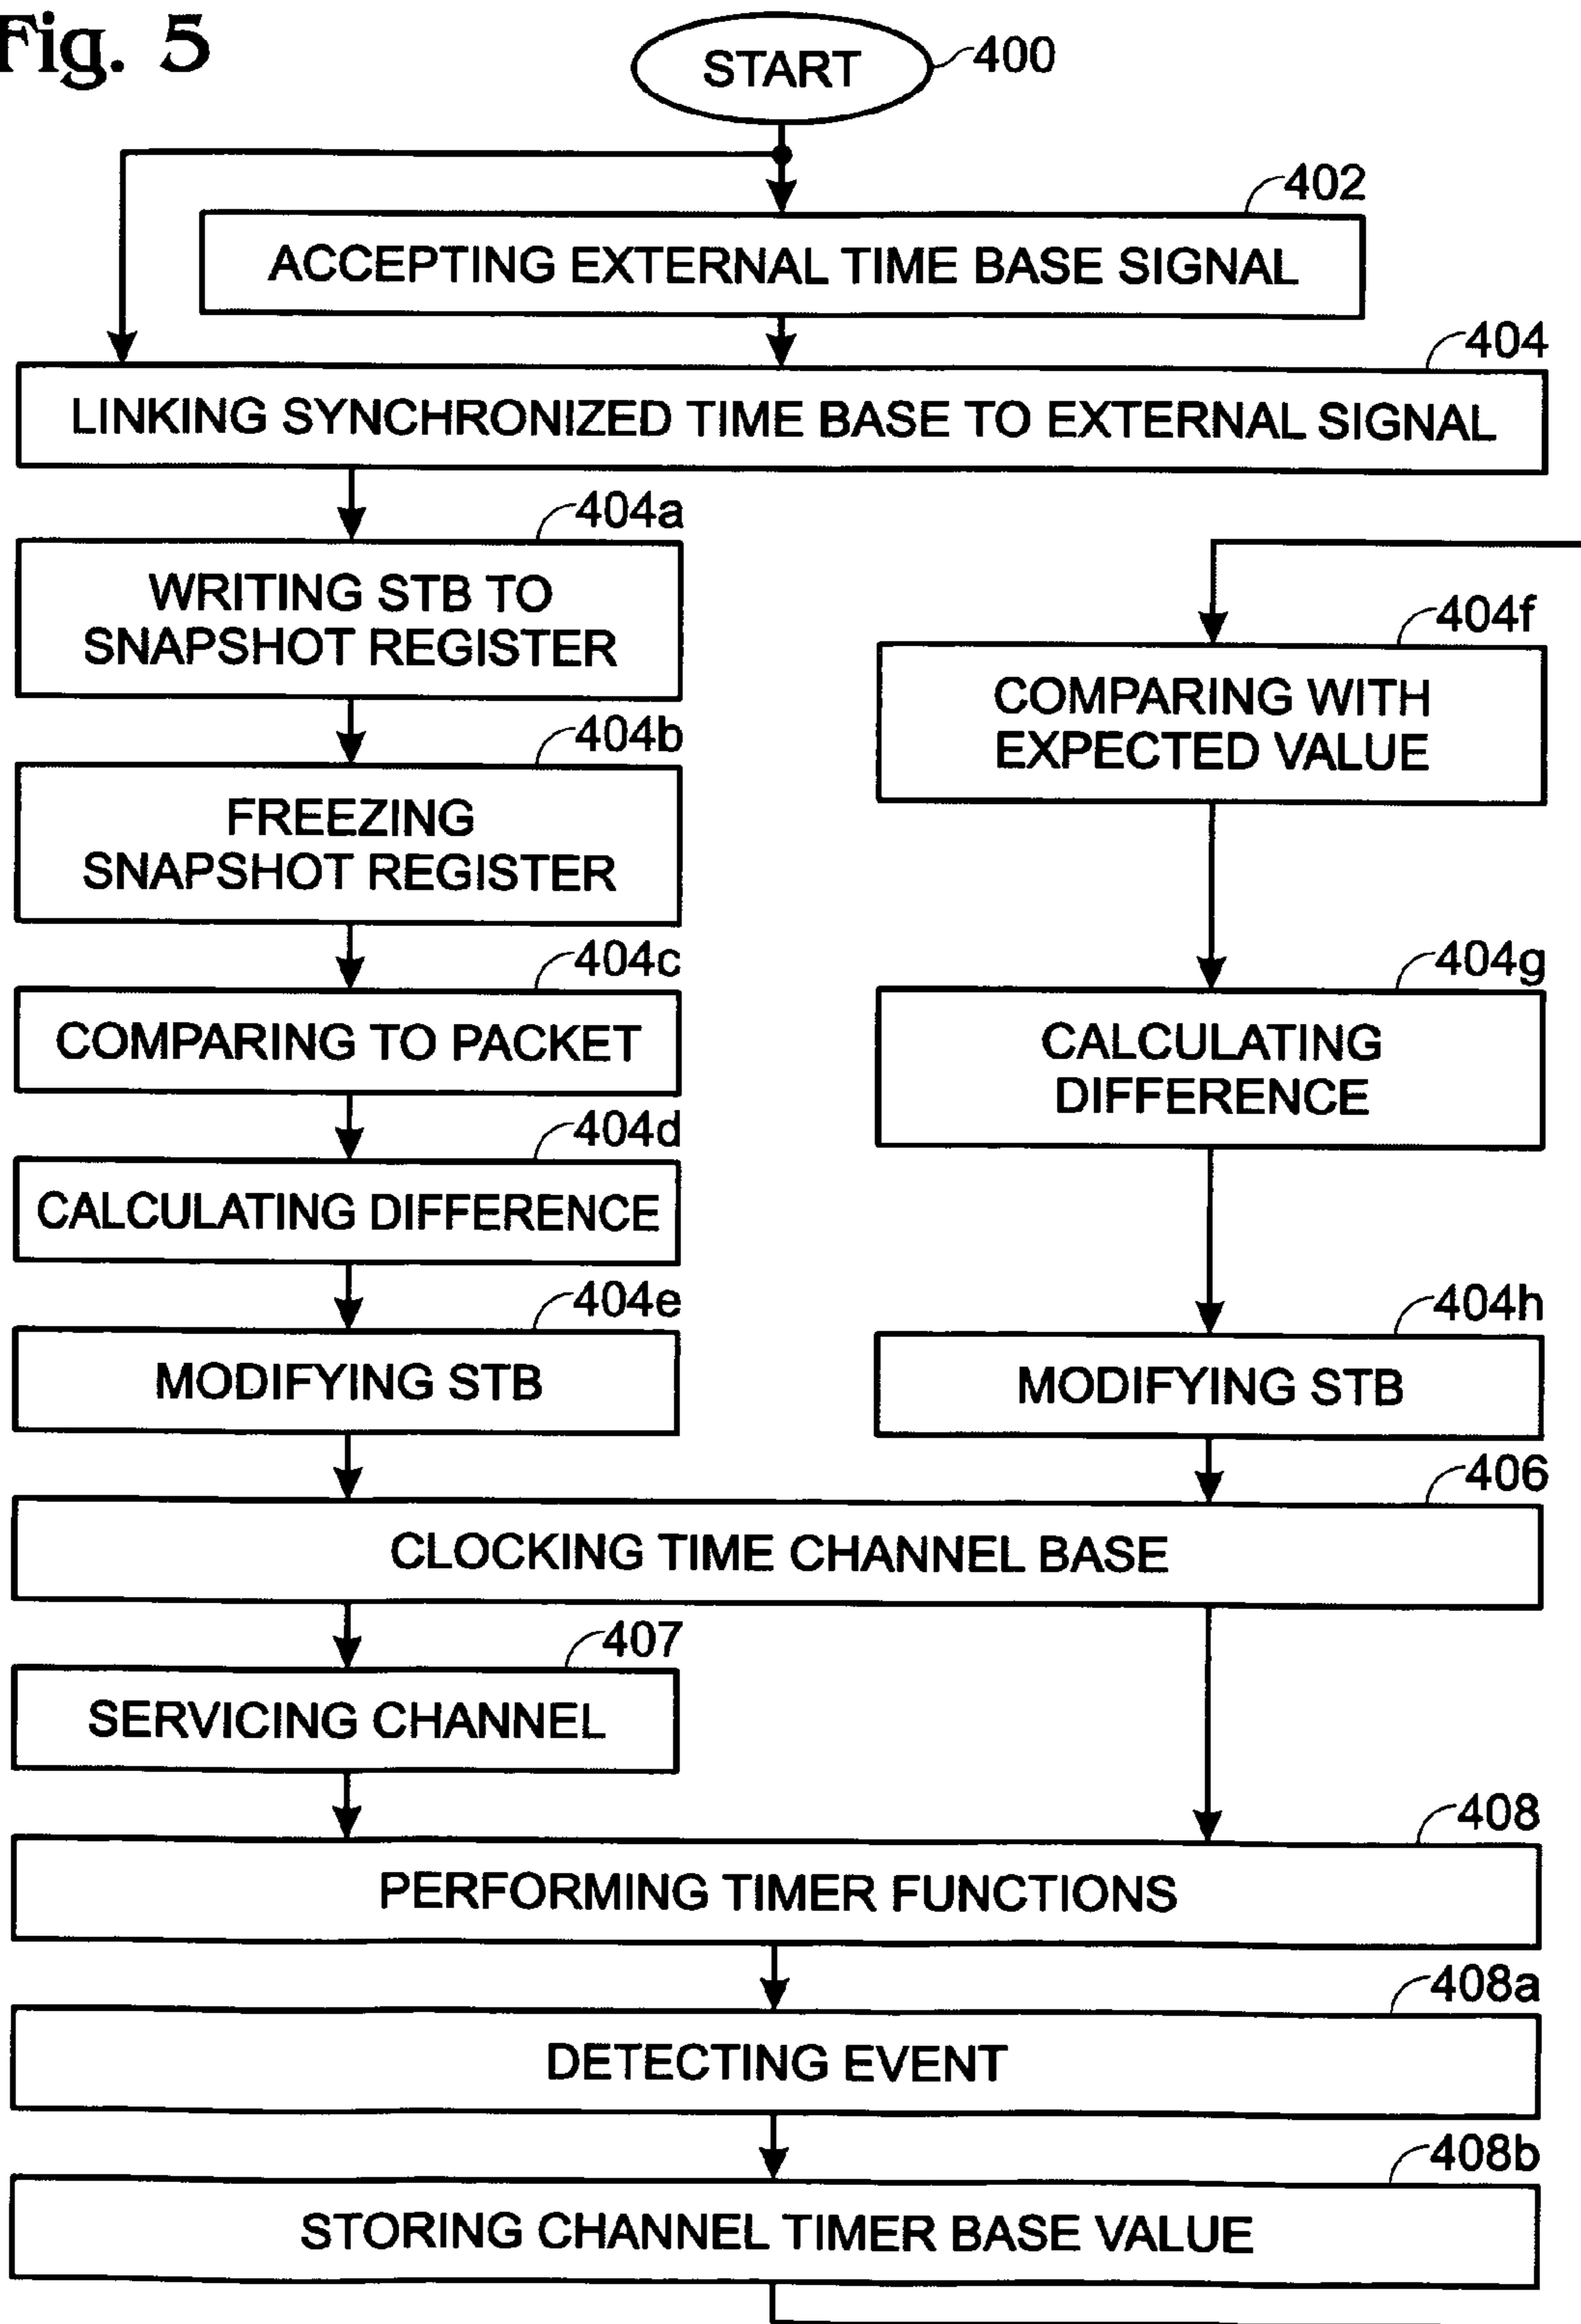 Fig. 5
START
400
402
ACCEPTING EXTERNAL TIME BASE SIGNAL
404
LINKING SYNCHRONIZED TIME BASE TO EXTERNAL SIGNAL
404a
WRITING STB TO
SNAPSHOT REGISTER
404f
COMPARING WITH
EXPECTED VALUE
404b
FREEZING
SNAPSHOT REGISTER
404c
COMPARING TO PACKET
404g
CALCULATING
DIFFERENCE
404d
CALCULATING DIFFERENCE
404e
MODIFYING STB
404h
MODIFYING STB
406
CLOCKING TIME CHANNEL BASE
407
SERVICING CHANNEL
408
PERFORMING TIMER FUNCTIONS
408a
DETECTING EVENT
408b
STORING CHANNEL TIMER BASE VALUE